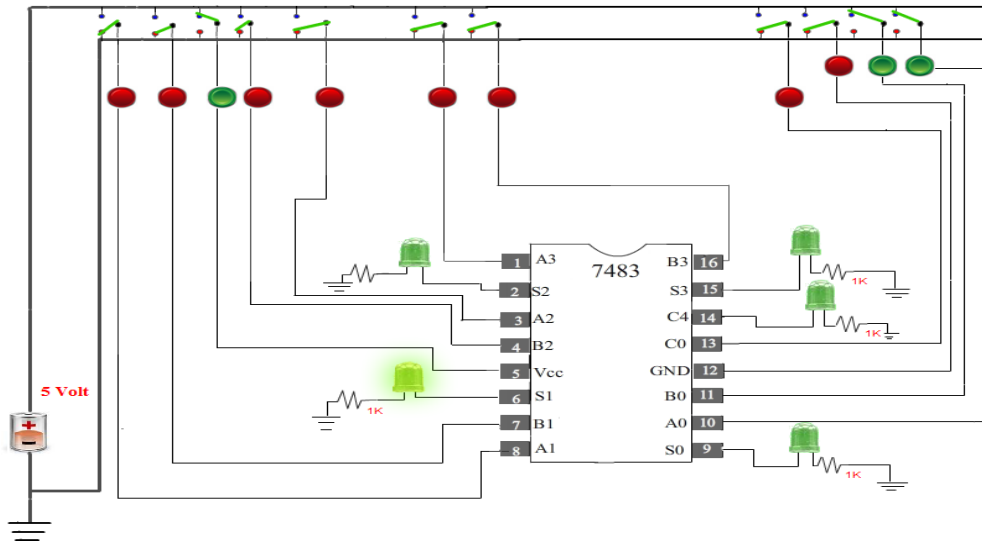 5 Volt
7483
1 A3
2 S2
3 A2
4 B2
5 Vcc
6 S1
7 B1
8 A1
B3 16
S3 15
C4 14
C0 13
GND 12
B0 11
A0 10
S0 9
1K
1K
1K
1K
+
-